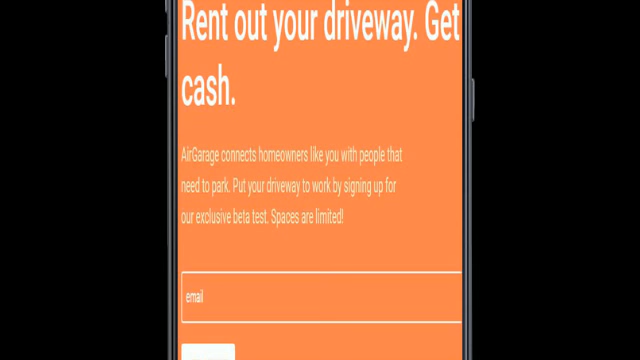 Rent out your driveway. Get
cash.
AirGarage connects homeowners like you with people that
need to park. Put your driveway to work by signing up for
our exclusive beta test. Spaces are limited!
email